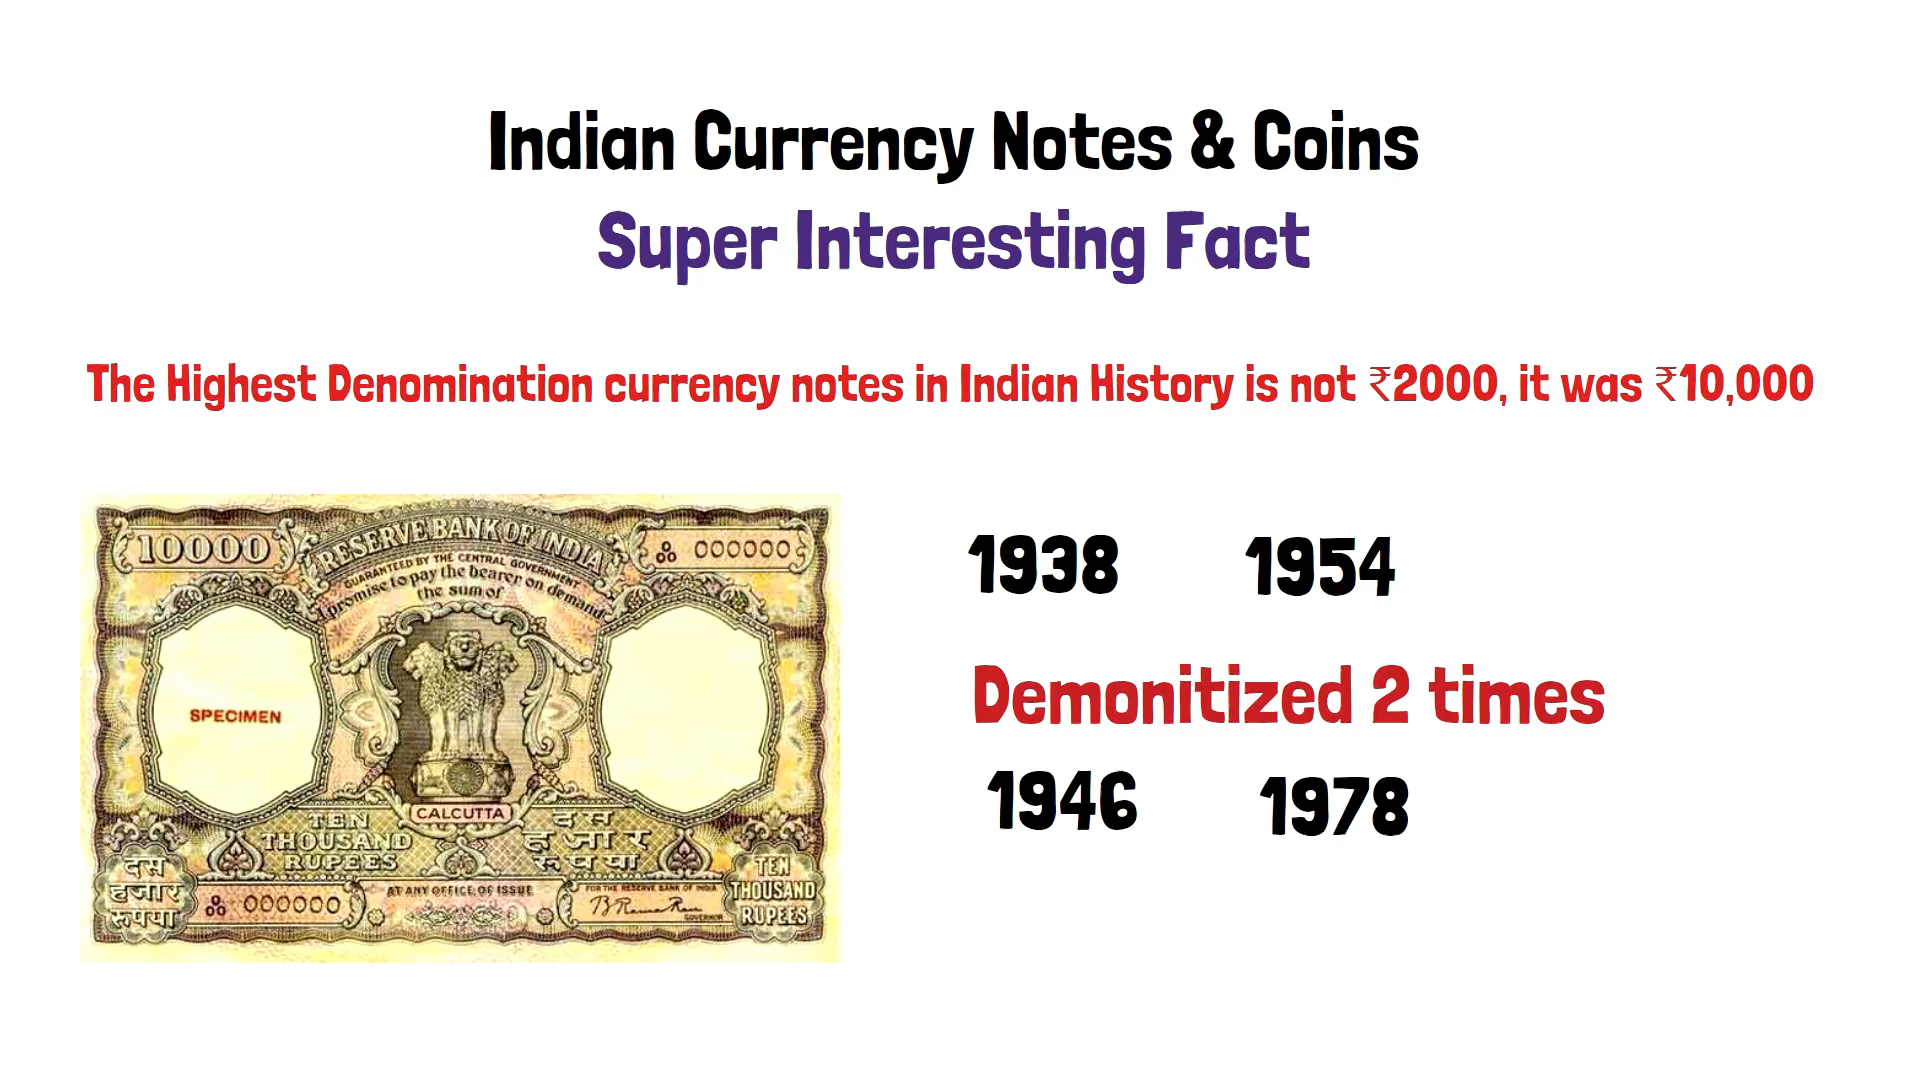 Indian Currency Notes & Coins
Super Interesting Fact
The Highest Denomination currency notes in Indian History is not ₹2000, it was ₹10,000
10000
RESERVE BANK OF INDIA
000000
GUARANTEED BY THE CENTRAL GOVERNMENT
promise to pay the bearer on demand
the sum of
SPECIMEN
CALCUTTA
TEN
THOUSAND
RUPEES
दस
हजार
रूपया
दस
हजार
रूपया
000000
AT ANY OFFICE OF ISSUE
FOR THE RESERVE BANK OF INDIA
B Rama Rau
GOVERNOR
TEN
THOUSAND
RUPEES
1938 1954
Demonitized 2 times
1946 1978